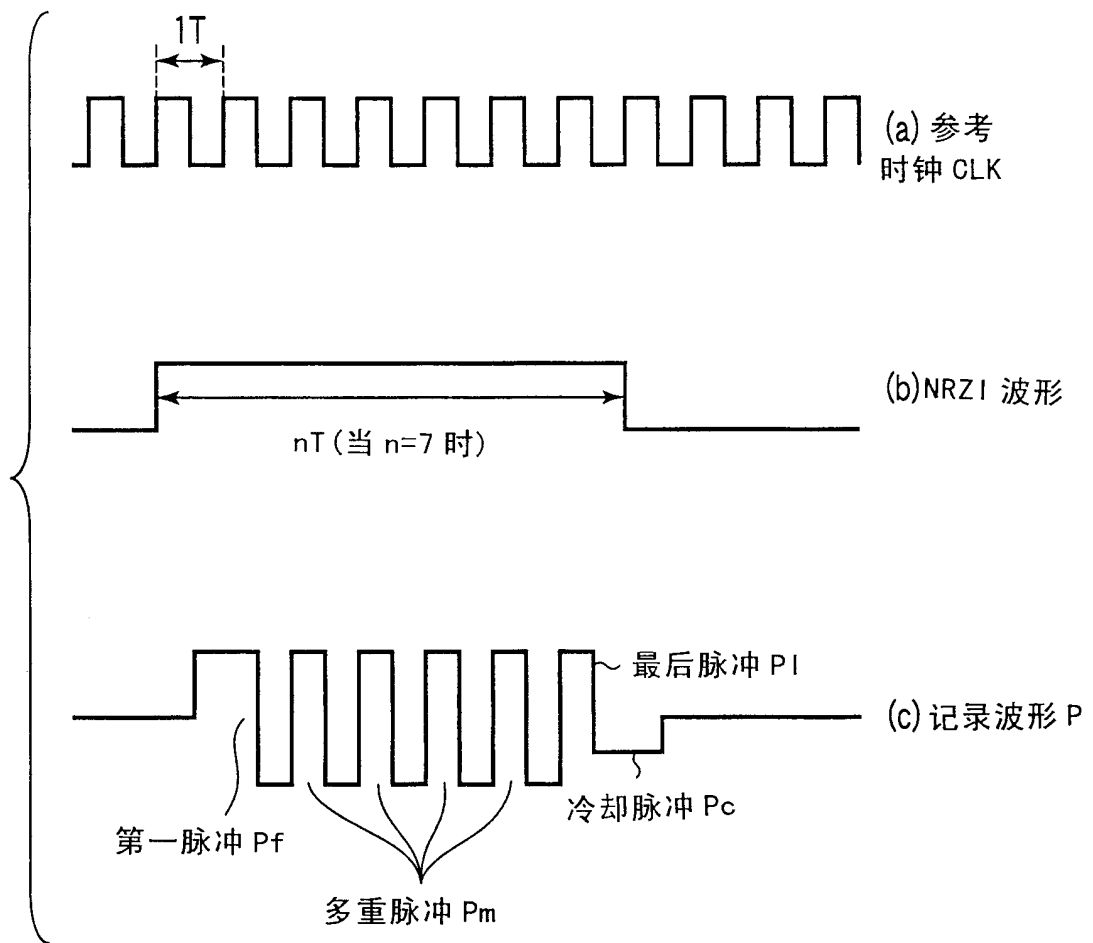 1T
(a) 参考
时钟 CLK
(b) NRZI 波形
nT (当 n=7 时)
最后脉冲 Pl
(c) 记录波形 P
冷却脉冲 Pc
第一脉冲 Pf
多重脉冲 Pm